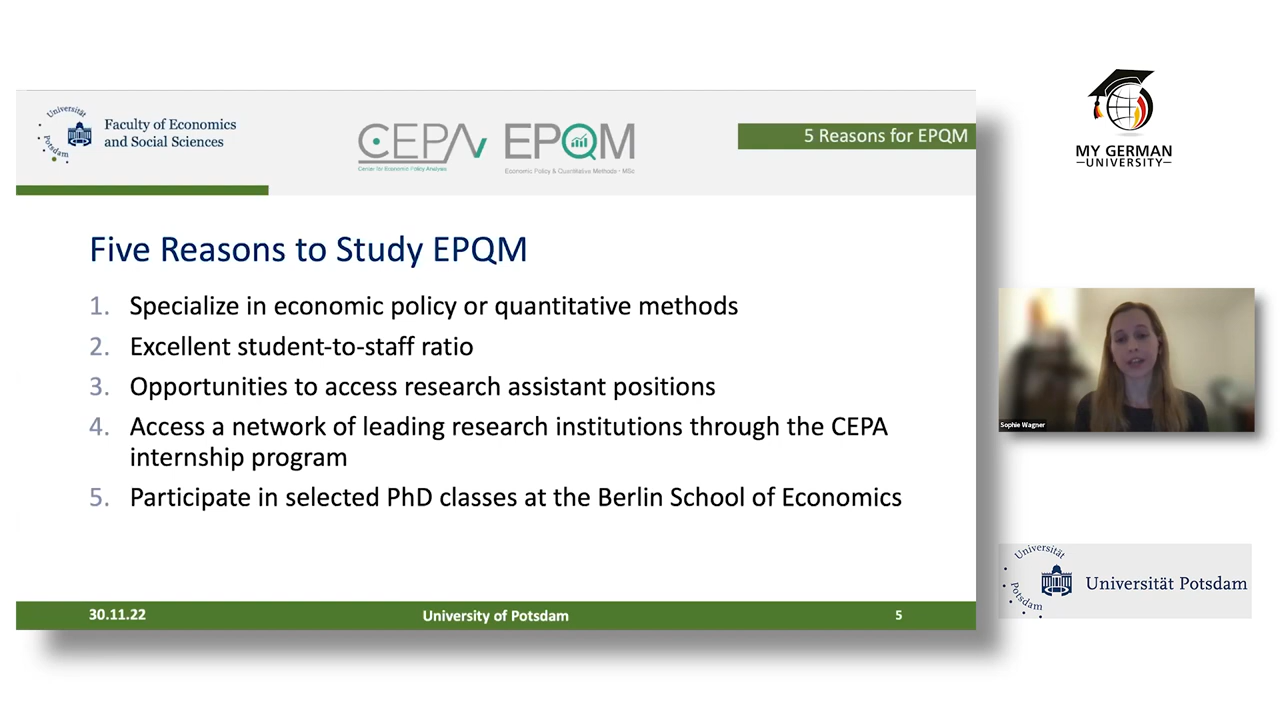 Universität
Potsdam
Faculty of Economics
and Social Sciences
CEPA
Center for Economic Policy Analysis
EPQM
Economic Policy & Quantitative Methods • MSc
5 Reasons for EPQM
MY GERMAN
UNIVERSITY
Five Reasons to Study EPQM
1. Specialize in economic policy or quantitative methods
2. Excellent student-to-staff ratio
3. Opportunities to access research assistant positions
4. Access a network of leading research institutions through the CEPA
internship program
5. Participate in selected PhD classes at the Berlin School of Economics
Sophie Wagner
30.11.22
University of Potsdam
5
Universität
Potsdam
Universität Potsdam